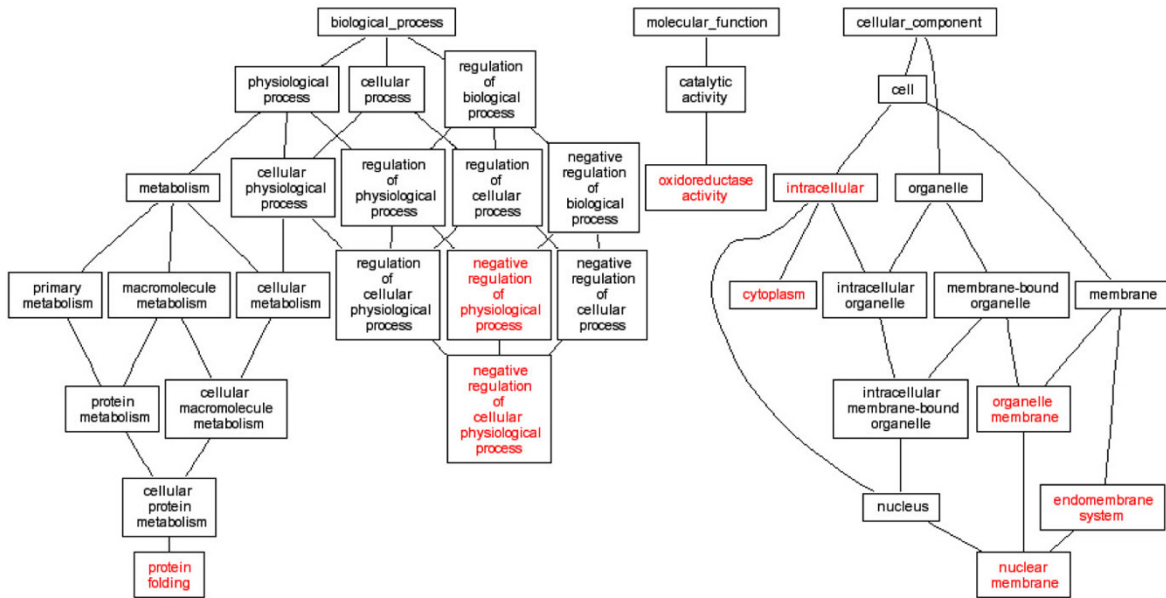 biological_process
molecular_function
cellular_component
physiological
process
cellular
process
regulation
of
biological
process
catalytic
activity
cell
metabolism
cellular
physiological
process
regulation
of
physiological
process
regulation
of
cellular
process
negative
regulation of
biological
process
oxidoreductase
activity
intracellular
organelle
primary
metabolism
macromolecule
metabolism
cellular
metabolism
regulation
of
cellular
physiological
process
negative
regulation
of
physiological
process
negative
regulation
of
cellular
process
cytoplasm
intracellular
organelle
membrane-bound
organelle
membrane
protein
metabolism
cellular
macromolecule
metabolism
negative
regulation
of
cellular
physiological
process
intracellular
membrane-bound
organelle
organelle
membrane
cellular
protein
metabolism
nucleus
endomembrane
system
protein
folding
nuclear
membrane